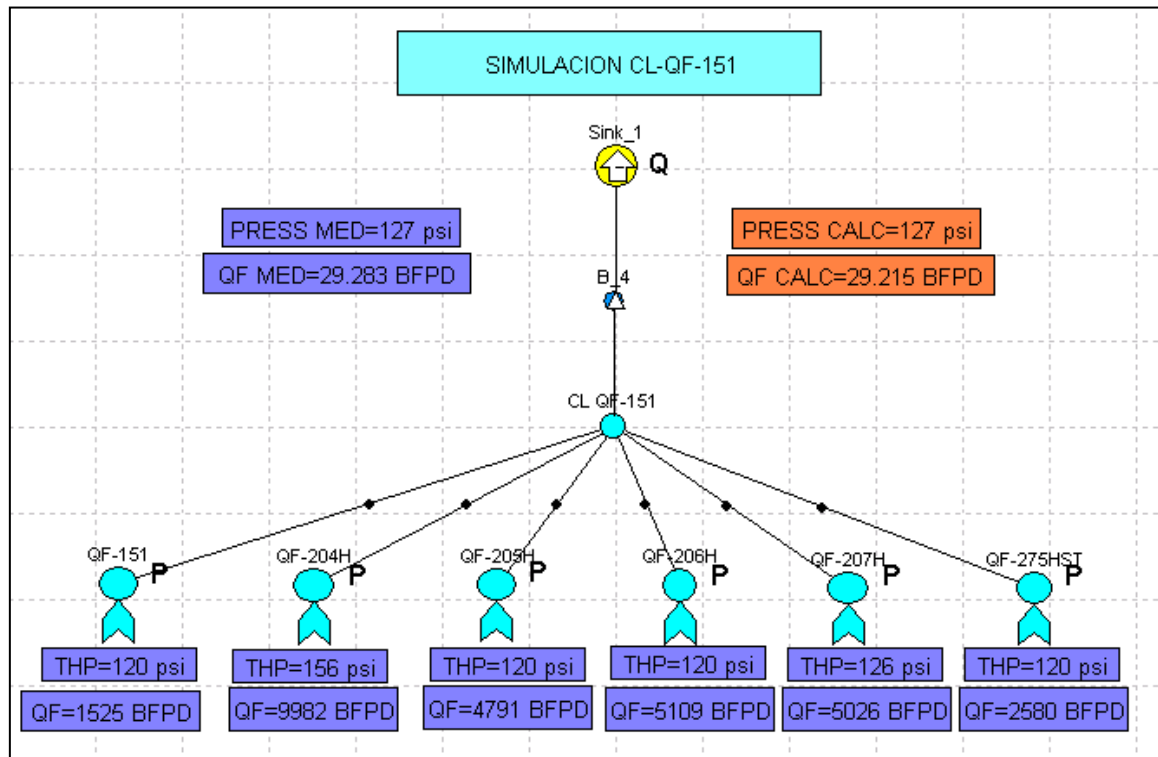 SIMULACION CL-QF-151
Sink_1
Q
PRESS MED=127 psi
PRESS CALC=127 psi
QF MED=29.283 BFPD
QF CALC=29.215 BFPD
B_4
CL QF-151
QF-151
QF-204H
QF-205H
QF-206H
QF-207H
QF-275HST
P
P
P
P
P
P
THP=120 psi
THP=156 psi
THP=120 psi
THP=120 psi
THP=126 psi
THP=120 psi
QF=1525 BFPD
QF=9982 BFPD
QF=4791 BFPD
QF=5109 BFPD
QF=5026 BFPD
QF=2580 BFPD